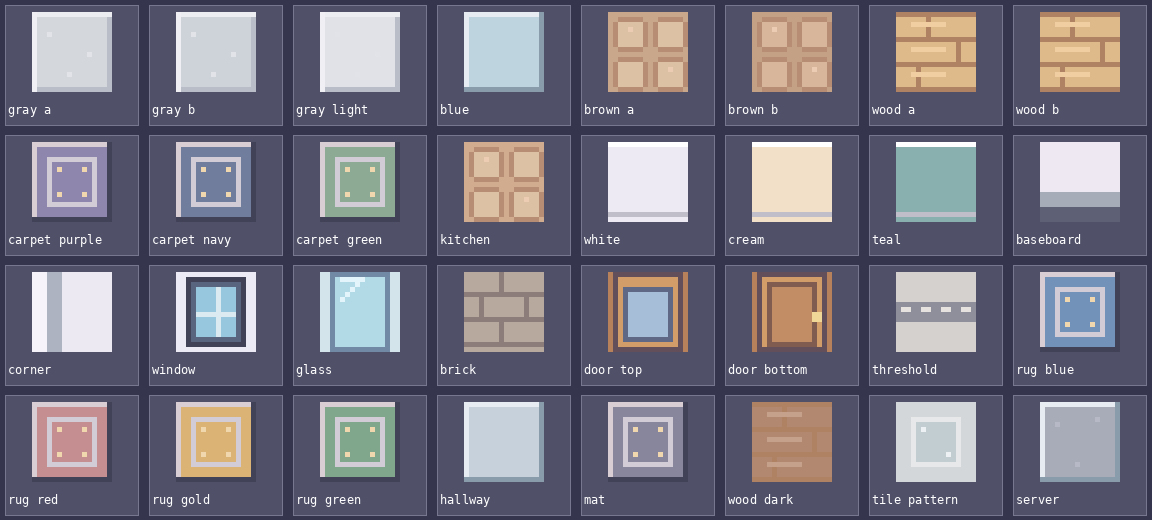 gray a
gray b
gray light
blue
brown a
brown b
wood a
wood b
carpet purple
carpet navy
carpet green
kitchen
white
cream
teal
baseboard
corner
window
glass
brick
door top
door bottom
threshold
rug blue
rug red
rug gold
rug green
hallway
mat
wood dark
tile pattern
server